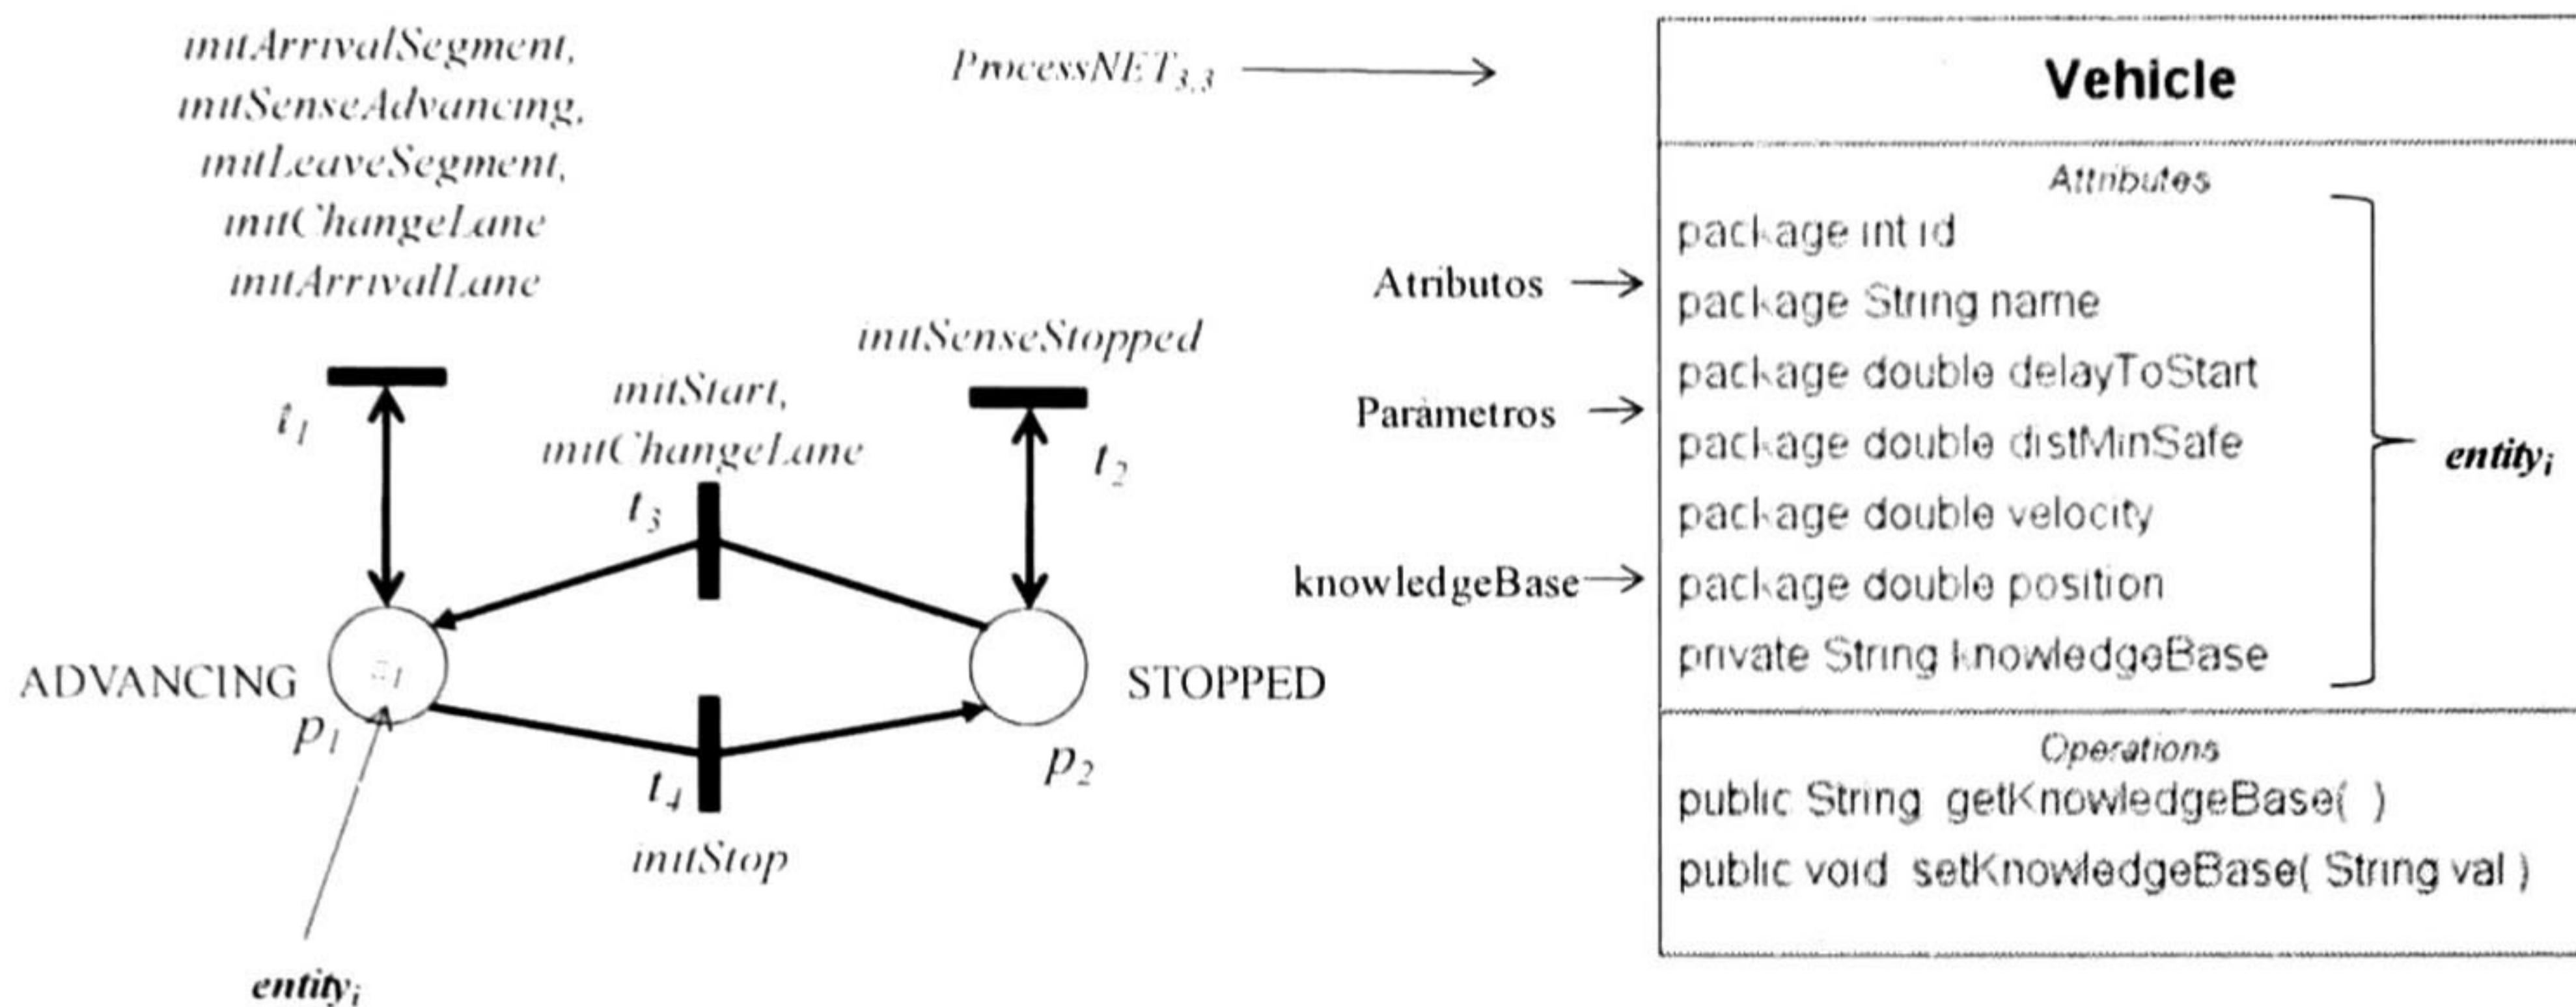 initArrivalSegment,
initSenseAdvancing,
initLeaveSegment,
initChangeLane
initArrivalLane
t1
initStart,
initChangeLane
t3
initSenseStopped
t2
ADVANCING
p1
STOPPED
p2
t4
initStop
entityi
ProcessNET3,3
Atributos
Parámetros
knowledgeBase
Vehicle
Attributes
package int id
package String name
package double delayToStart
package double distMinSafe
package double velocity
package double position
private String knowledgeBase
entityi
Operations
public String getKnowledgeBase( )
public void setKnowledgeBase( String val )